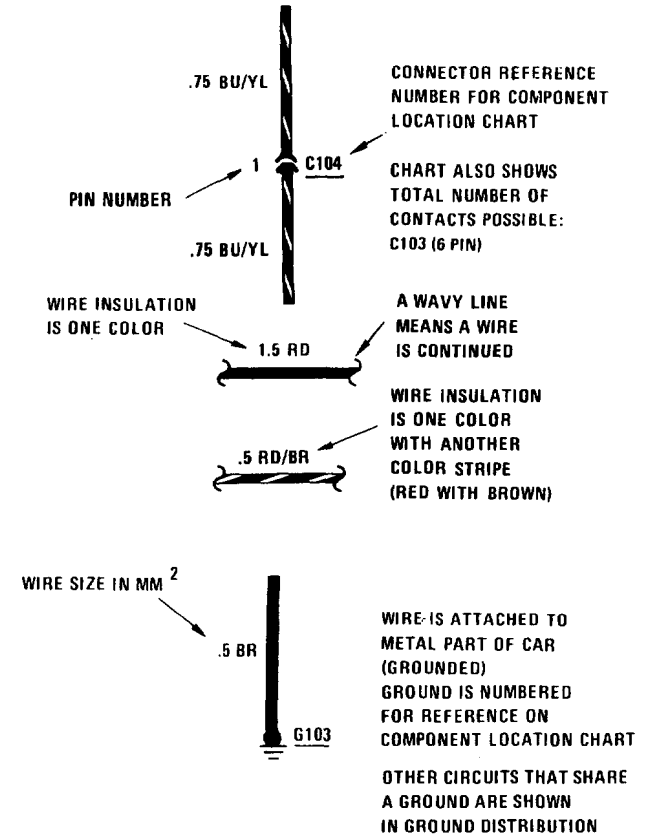 .75 BU/YL
CONNECTOR REFERENCE
NUMBER FOR COMPONENT
LOCATION CHART
1 C104
PIN NUMBER
CHART ALSO SHOWS
TOTAL NUMBER OF
CONTACTS POSSIBLE:
C103 (6 PIN)
.75 BU/YL
WIRE INSULATION
IS ONE COLOR
1.5 RD
A WAVY LINE
MEANS A WIRE
IS CONTINUED
.5 RD/BR
WIRE INSULATION
IS ONE COLOR
WITH ANOTHER
COLOR STRIPE
(RED WITH BROWN)
WIRE SIZE IN MM 2
.5 BR
G103
WIRE IS ATTACHED TO
METAL PART OF CAR
(GROUNDED)
GROUND IS NUMBERED
FOR REFERENCE ON
COMPONENT LOCATION CHART
OTHER CIRCUITS THAT SHARE
A GROUND ARE SHOWN
IN GROUND DISTRIBUTION